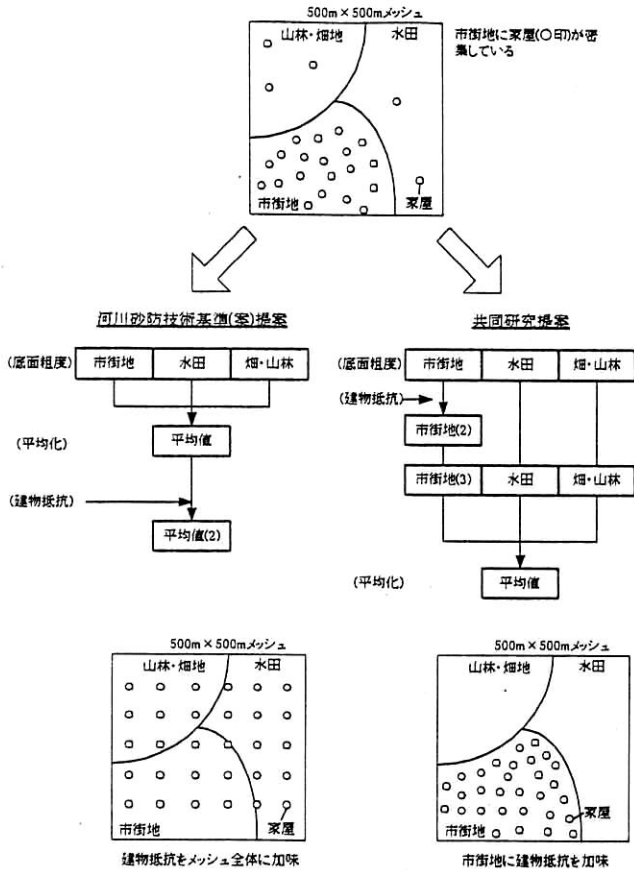 500m×500mメッシュ
山林・畑地
水田
市街地に家屋(○印)が密
集している
市街地
家屋
河川砂防技術基準(案)提案
(底面粗度)
市街地
水田
畑・山林
(平均化)
平均値
(建物抵抗)
平均値(2)
共同研究提案
(底面粗度)
市街地
水田
畑・山林
(建物抵抗)
市街地(2)
市街地(3)
水田
畑・山林
(平均化)
平均値
500m×500mメッシュ
山林・畑地
水田
市街地
家屋
建物抵抗をメッシュ全体に加味
500m×500mメッシュ
山林・畑地
水田
市街地
家屋
市街地に建物抵抗を加味